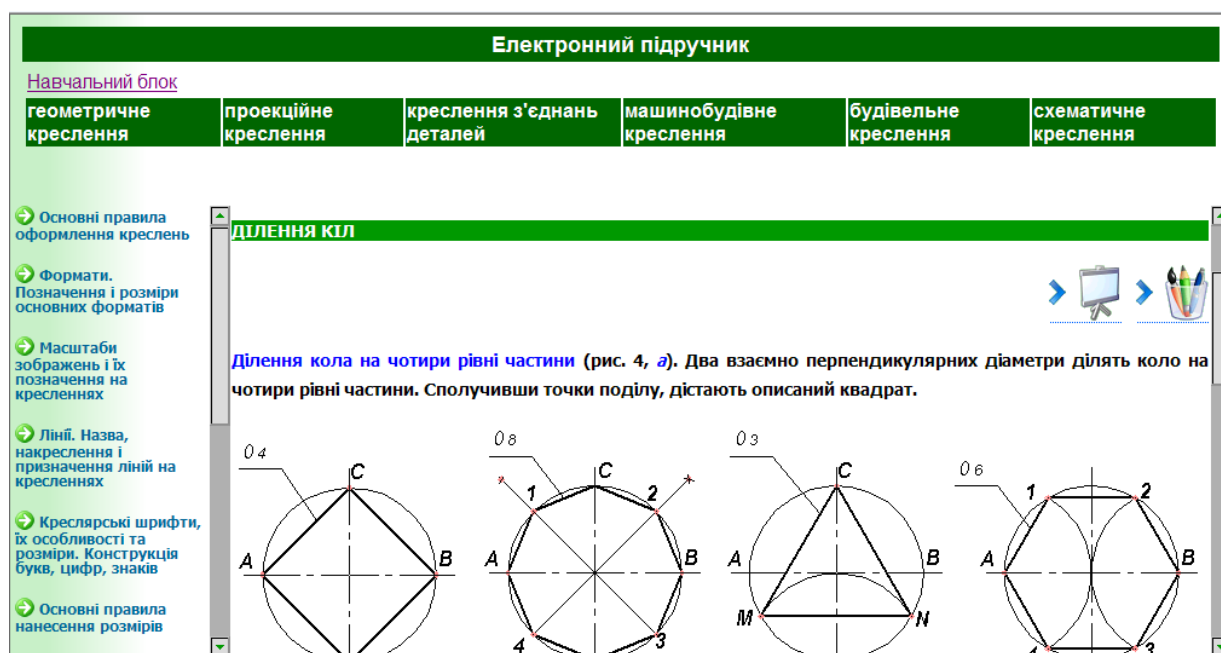 Електронний підручник
Навчальний блок
геометричне
креслення
проекційне
креслення
креслення з'єднань
деталей
машинобудівне
креслення
будівельне
креслення
схематичне
креслення
Основні правила
оформлення креслень
Формати.
Позначення і розміри
основних форматів
Масштаби
зображень і їх
позначення на
кресленнях
Лінії. Назва,
накреслення і
призначення ліній на
кресленнях
Креслярські шрифти,
їх особливості та
розміри. Конструкція
букв, цифр, знаків
Основні правила
нанесення розмірів
ДІЛЕННЯ КІЛ
Ділення кола на чотири рівні частини (рис. 4, а). Два взаємно перпендикулярних діаметри ділять коло на
чотири рівні частини. Сполучивши точки поділу, дістають описаний квадрат.
0 4
C
A
B
0 8
C
1
2
A
B
4
3
0 3
C
A
B
M
N
0 6
1
2
A
B
4
3